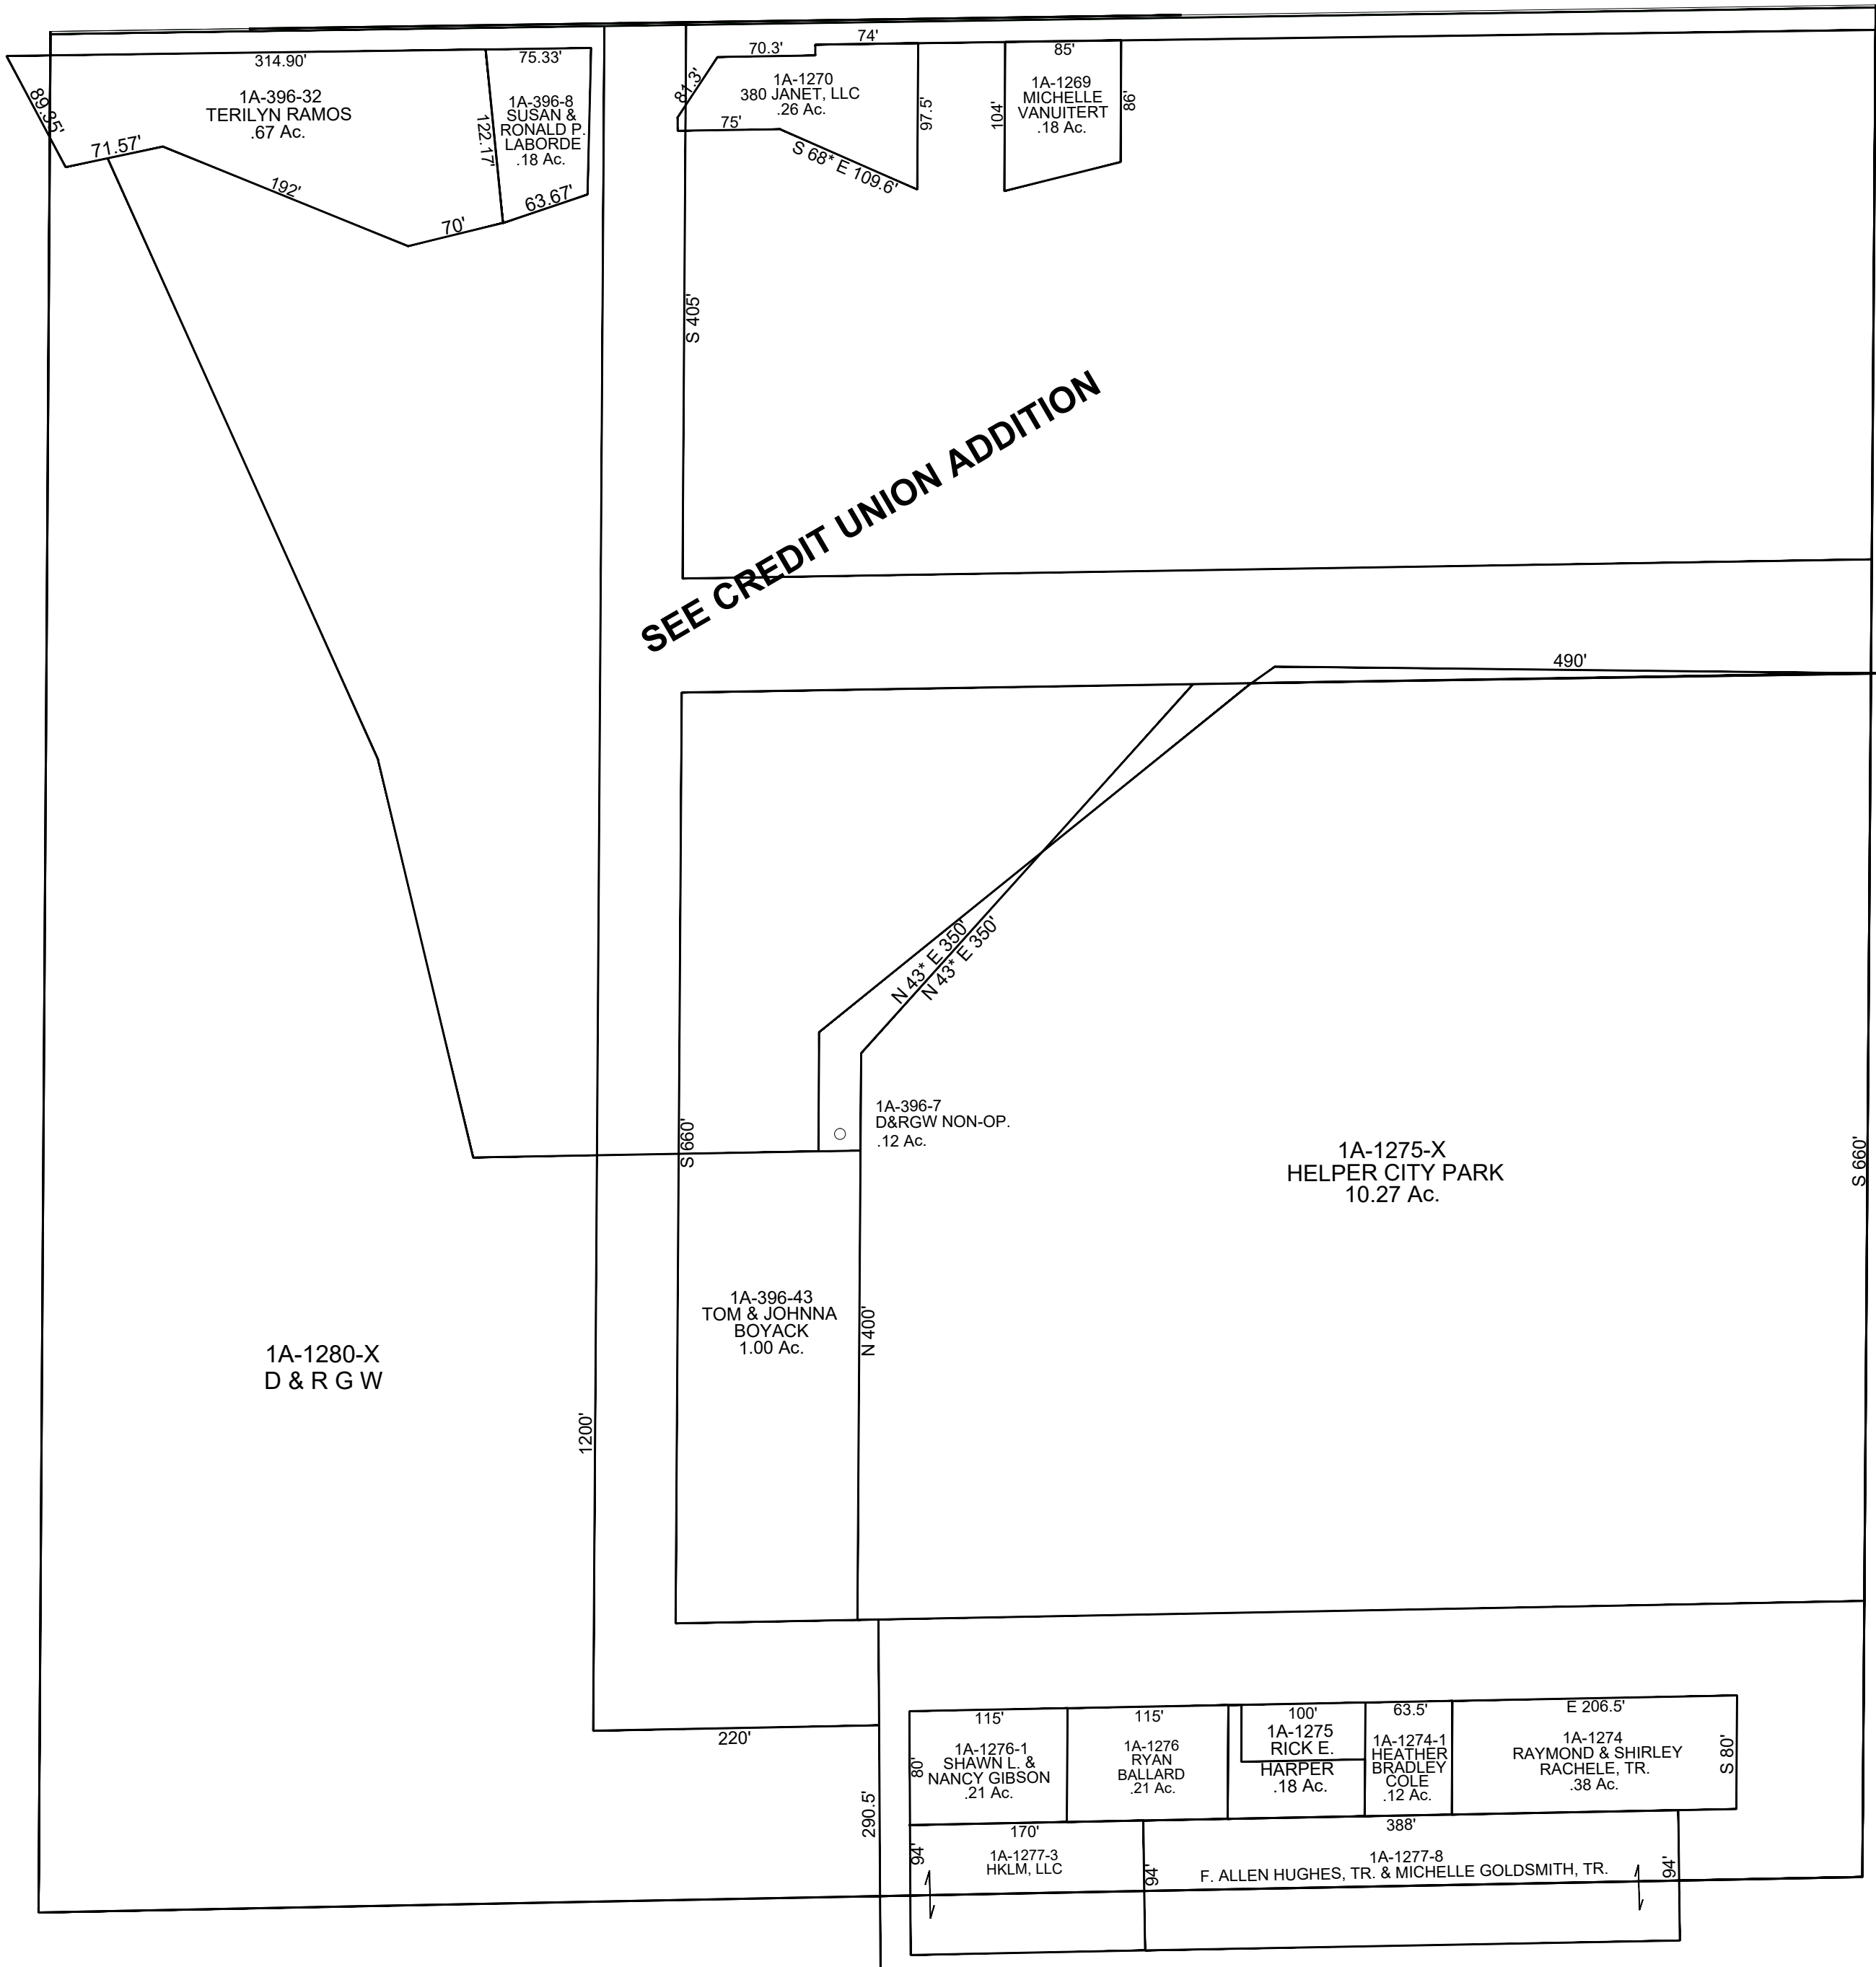 314.90'
75.33'
89.35'
1A-396-32
TERILYN RAMOS
.67 Ac.
1A-396-8
SUSAN &
RONALD P.
LABORDE
.18 Ac.
122.17'
71.57'
192'
70'
63.67'
70.3'
74'
81.3'
1A-1270
380 JANET, LLC
.26 Ac.
97.5'
75'
S 68* E 109.6'
85'
1A-1269
MICHELLE
VANUITERT
.18 Ac.
104'
86'
S 405'
SEE CREDIT UNION ADDITION
490'
N 43* E 350'
N 43* E 350'
1A-396-7
D&RGW NON-OP.
.12 Ac.
S 660'
1A-1275-X
HELPER CITY PARK
10.27 Ac.
S 660'
1A-396-43
TOM & JOHNNA
BOYACK
1.00 Ac.
N 400'
1A-1280-X
D & R G W
1200'
220'
290.5'
115'
80'
1A-1276-1
SHAWN L. &
NANCY GIBSON
.21 Ac.
115'
1A-1276
RYAN
BALLARD
.21 Ac.
100'
1A-1275
RICK E.
HARPER
.18 Ac.
63.5'
1A-1274-1
HEATHER
BRADLEY
COLE
.12 Ac.
E 206.5'
1A-1274
RAYMOND & SHIRLEY
RACHELE, TR.
.38 Ac.
S 80'
170'
94'
1A-1277-3
HKLM, LLC
388'
94'
1A-1277-8
F. ALLEN HUGHES, TR. & MICHELLE GOLDSMITH, TR.
94'